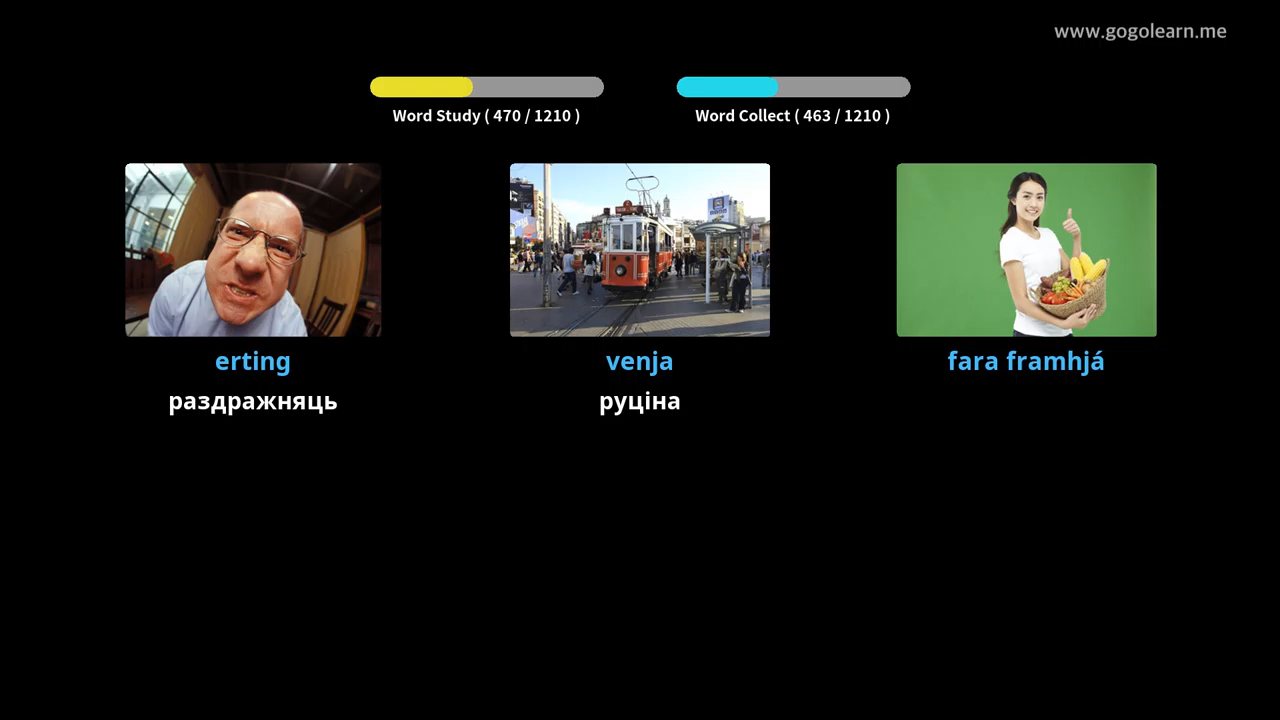 www.gogolearn.me
Word Study ( 470 / 1210 )
Word Collect ( 463 / 1210 )
erting
venja
fara framhjá
раздражняць
руціна